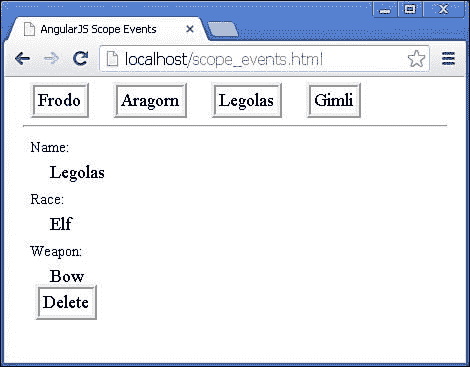 AngularJS Scope Events
localhost/scope_events.html
Frodo Aragorn Legolas Gimli
Name:
Legolas
Race:
Elf
Weapon:
Bow
Delete